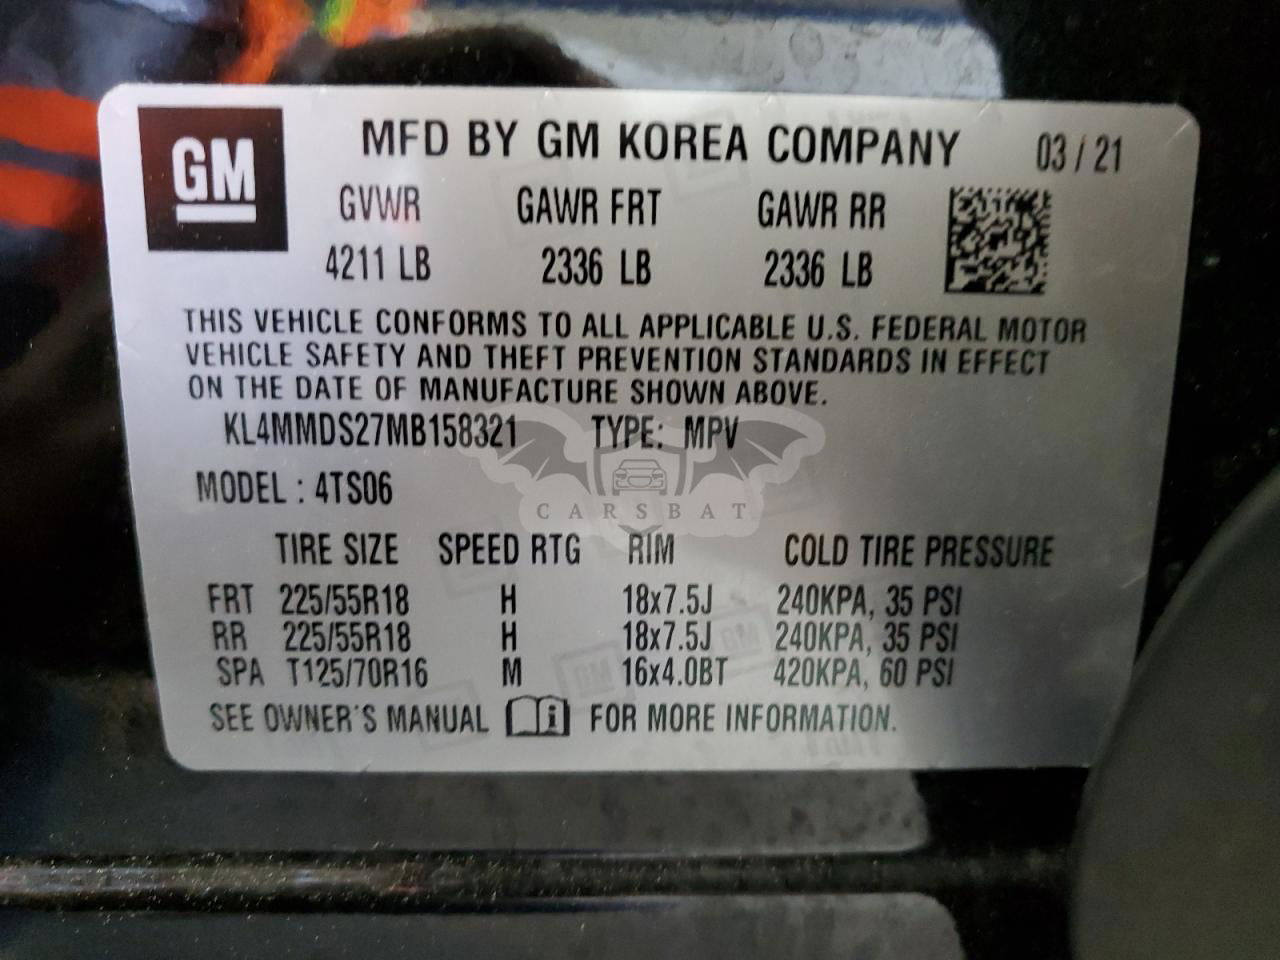 GM
MFD BY GM KOREA COMPANY 03 / 21
GVWR GAWR FRT GAWR RR
4211 LB 2336 LB 2336 LB
THIS VEHICLE CONFORMS TO ALL APPLICABLE U.S. FEDERAL MOTOR
VEHICLE SAFETY AND THEFT PREVENTION STANDARDS IN EFFECT
ON THE DATE OF MANUFACTURE SHOWN ABOVE.
KL4MMDS27MB158321 TYPE: MPV
MODEL : 4TS06
CARSBAT
TIRE SIZE SPEED RTG RIM COLD TIRE PRESSURE
FRT 225/55R18 H 18x7.5J 240KPA, 35 PSI
RR 225/55R18 H 18x7.5J 240KPA, 35 PSI
SPA T125/70R16 M 16x4.0BT 420KPA, 60 PSI
SEE OWNER'S MANUAL i FOR MORE INFORMATION.